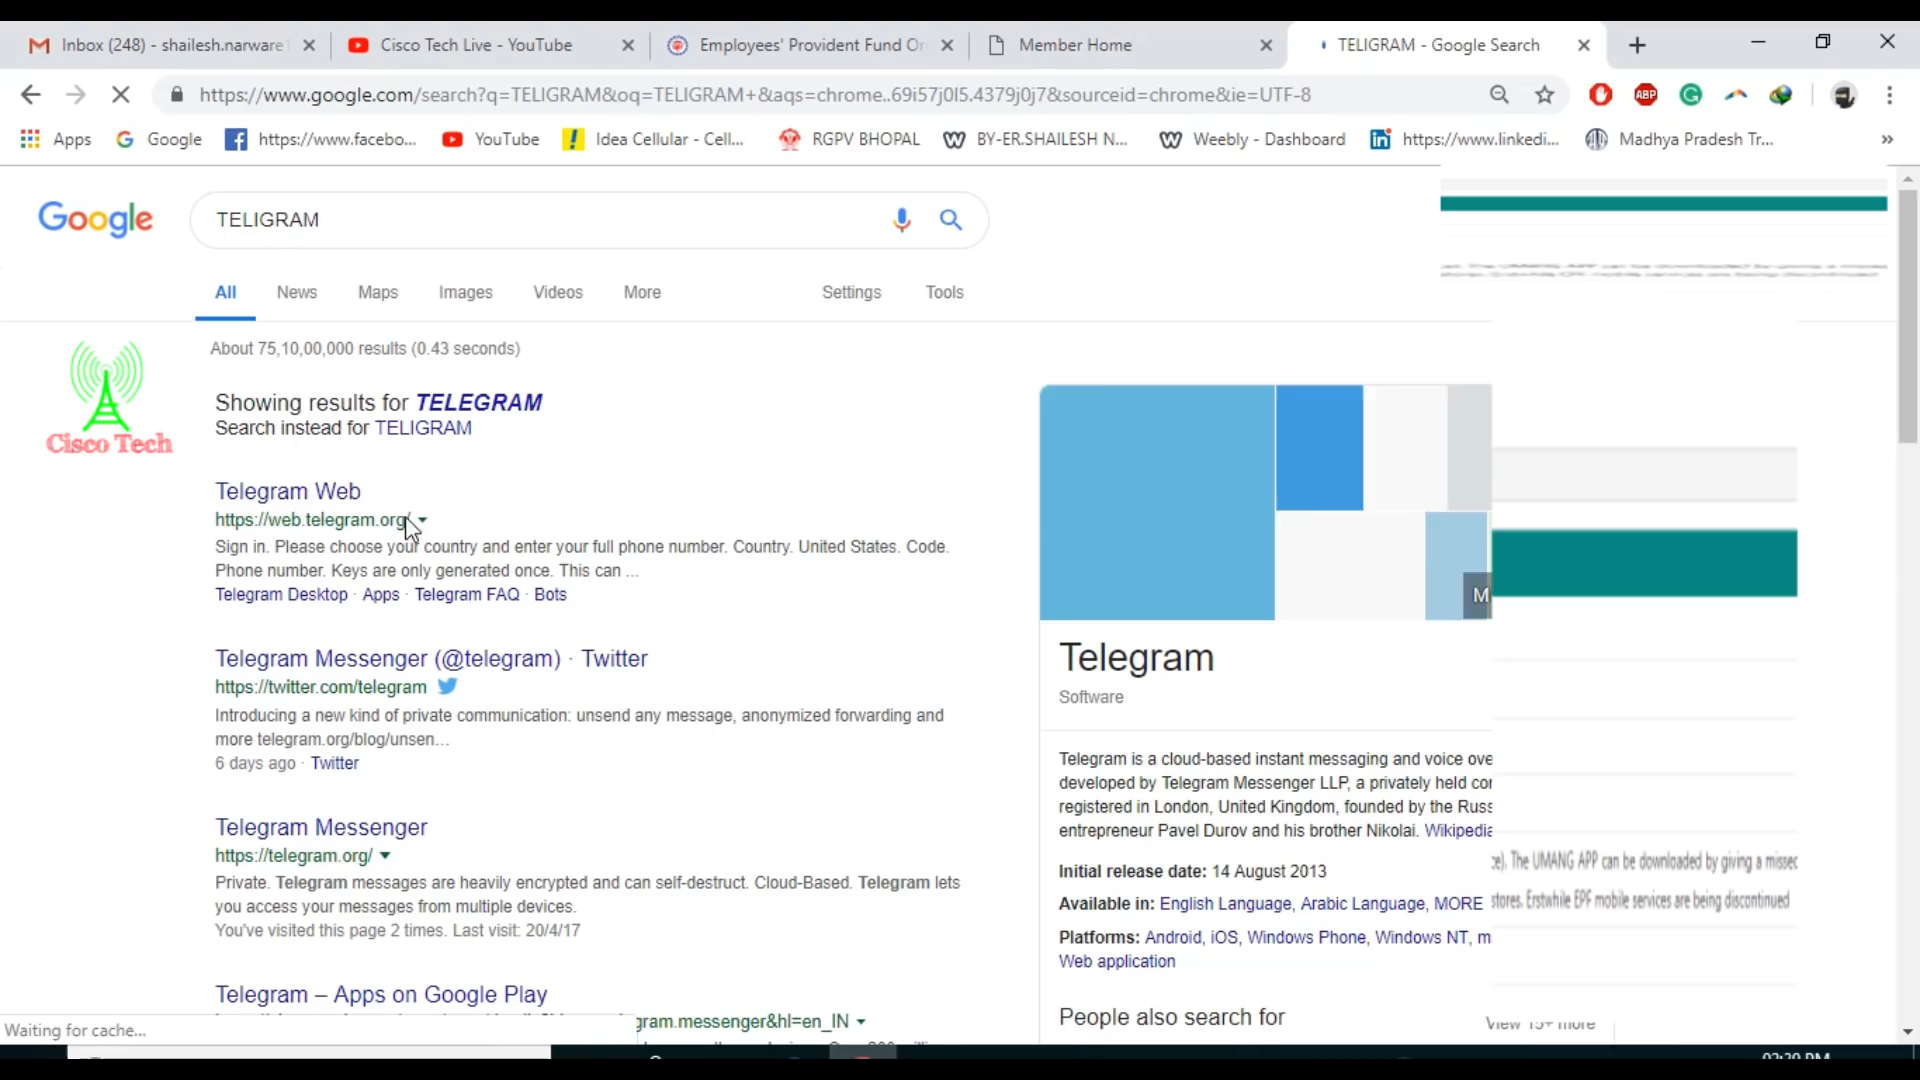 Inbox (248) - shailesh.narware
Cisco Tech Live - YouTube
Employees' Provident Fund Or
Member Home
TELIGRAM - Google Search
https://www.google.com/search?q=TELIGRAM&oq=TELIGRAM+&aqs=chrome..69i57j0l5.4379j0j7&sourceid=chrome&ie=UTF-8
ABP
Apps
Google
https://www.facebo...
YouTube
Idea Cellular - Cell...
RGPV BHOPAL
BY-ER.SHAILESH N...
Weebly - Dashboard
https://www.linkedi...
Madhya Pradesh Tr...
»
Google
TELIGRAM
All
News
Maps
Images
Videos
More
Settings
Tools
About 75,10,00,000 results (0.43 seconds)
Cisco Tech
Showing results for TELEGRAM
Search instead for TELIGRAM
Telegram Web
https://web.telegram.org/
Sign in. Please choose your country and enter your full phone number. Country. United States. Code.
Phone number. Keys are only generated once. This can ...
Telegram Desktop · Apps · Telegram FAQ · Bots
Telegram Messenger (@telegram) · Twitter
https://twitter.com/telegram
Introducing a new kind of private communication: unsend any message, anonymized forwarding and
more telegram.org/blog/unsen...
6 days ago · Twitter
Telegram Messenger
https://telegram.org/
Private. Telegram messages are heavily encrypted and can self-destruct. Cloud-Based. Telegram lets
you access your messages from multiple devices.
You've visited this page 2 times. Last visit: 20/4/17
Telegram – Apps on Google Play
gram.messenger&hl=en_IN
Waiting for cache...
M
Telegram
Software
Telegram is a cloud-based instant messaging and voice ove
developed by Telegram Messenger LLP, a privately held cor
registered in London, United Kingdom, founded by the Russ
entrepreneur Pavel Durov and his brother Nikolai. Wikipedia
Initial release date: 14 August 2013
Available in: English Language, Arabic Language, MORE
Platforms: Android, iOS, Windows Phone, Windows NT, m
Web application
People also search for
View 15+ more
The UMANG APP can be downloaded by giving a missed
stores. Erstwhile EPF mobile services are being discontinued